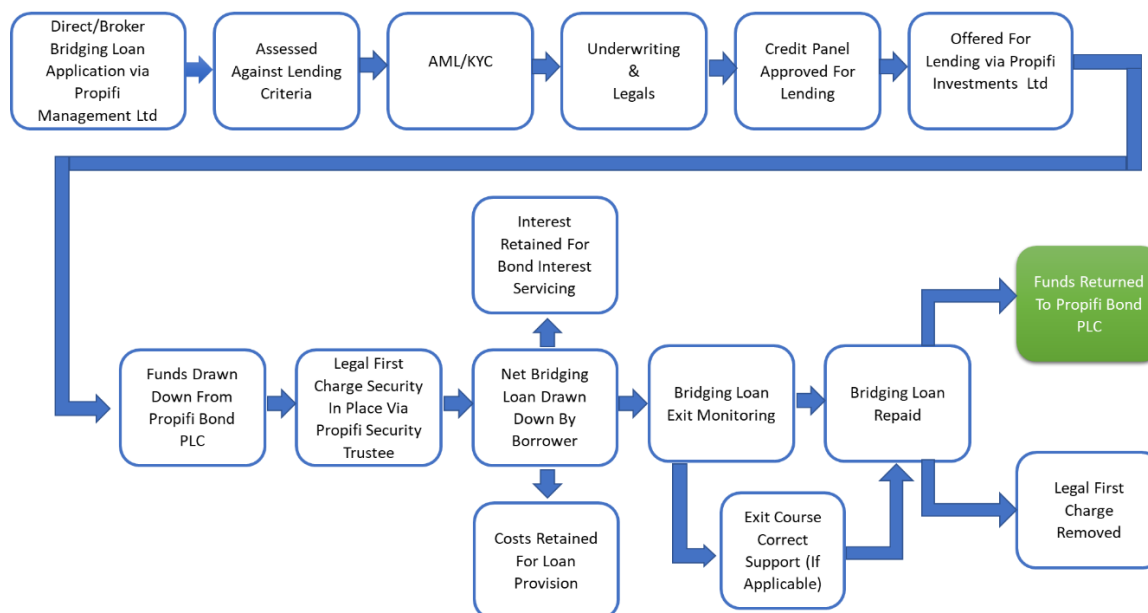 Direct/Broker
Bridging Loan
Application via
Propifi
Management Ltd
Assessed
Against Lending
Criteria
AML/KYC
Underwriting
&
Legals
Credit Panel
Approved For
Lending
Offered For
Lending via Propifi
Investments Ltd
Interest
Retained For
Bond Interest
Servicing
Funds Returned
To Propifi Bond
PLC
Funds Drawn
Down From
Propifi Bond
PLC
Legal First
Charge Security
In Place Via
Propifi Security
Trustee
Net Bridging
Loan Drawn
Down By
Borrower
Bridging Loan
Exit Monitoring
Bridging Loan
Repaid
Costs Retained
For Loan
Provision
Exit Course
Correct
Support (If
Applicable)
Legal First
Charge
Removed